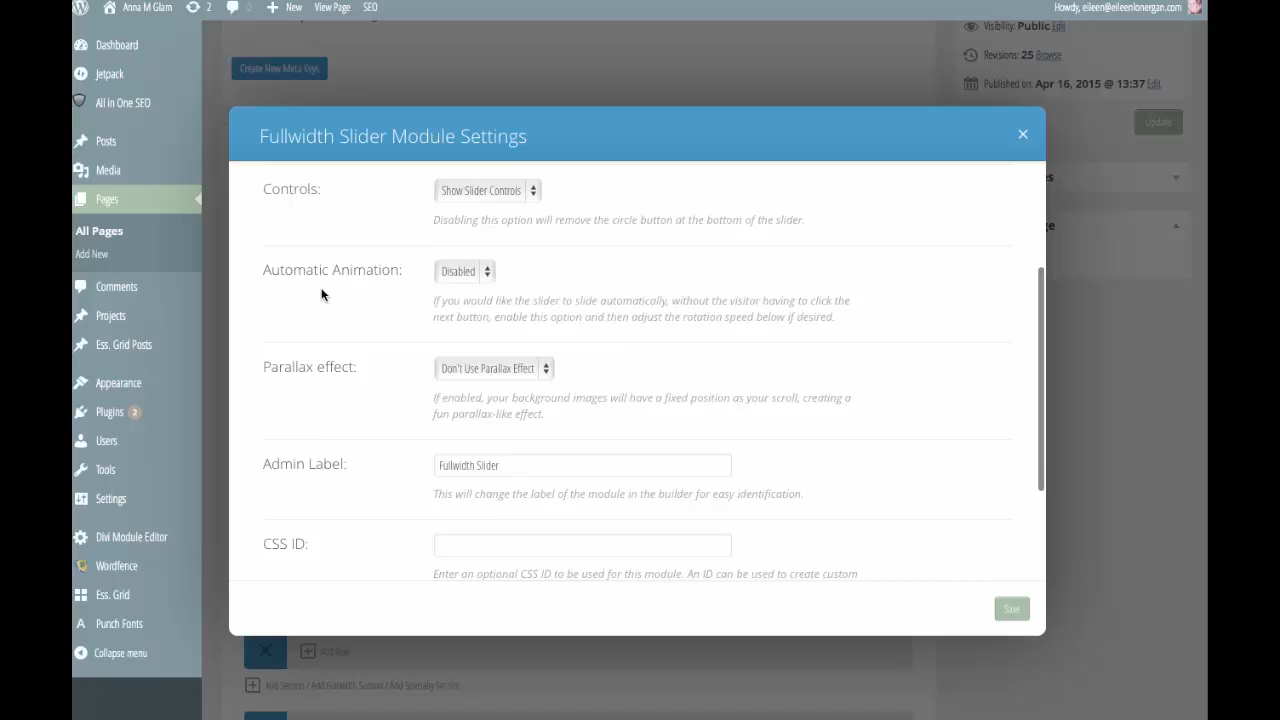 Anna M Glam
2
New
View Page
SEO
Howdy, eileen@eileenlonergan.com
Dashboard
Jetpack
All in One SEO
Posts
Media
Pages
All Pages
Add New
Comments
Projects
Ess. Grid Posts
Appearance
Plugins 2
Users
Tools
Settings
Divi Module Editor
Wordfence
Ess. Grid
Punch Fonts
Collapse menu
Create New Meta Keys
Visibility: Public Edit
Revisions: 25 Browse
Published on: Apr 16, 2015 @ 13:37 Edit
Update
Fullwidth Slider Module Settings
Controls:
Show Slider Controls
Disabling this option will remove the circle button at the bottom of the slider.
Automatic Animation:
Disabled
If you would like the slider to slide automatically, without the visitor having to click the
next button, enable this option and then adjust the rotation speed below if desired.
Parallax effect:
Don't Use Parallax Effect
If enabled, your background images will have a fixed position as your scroll, creating a
fun parallax-like effect.
Admin Label:
Fullwidth Slider
This will change the label of the module in the builder for easy identification.
CSS ID:
Enter an optional CSS ID to be used for this module. An ID can be used to create custom
Save
Add Row
Add Section / Add Fullwidth Section / Add Specialty Section